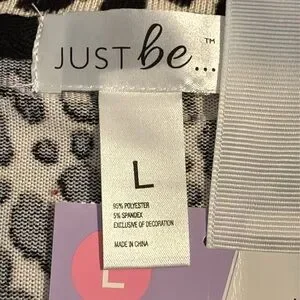 JUST be...™
L
95% POLYESTER
5% SPANDEX
EXCLUSIVE OF DECORATION
MADE IN CHINA
L